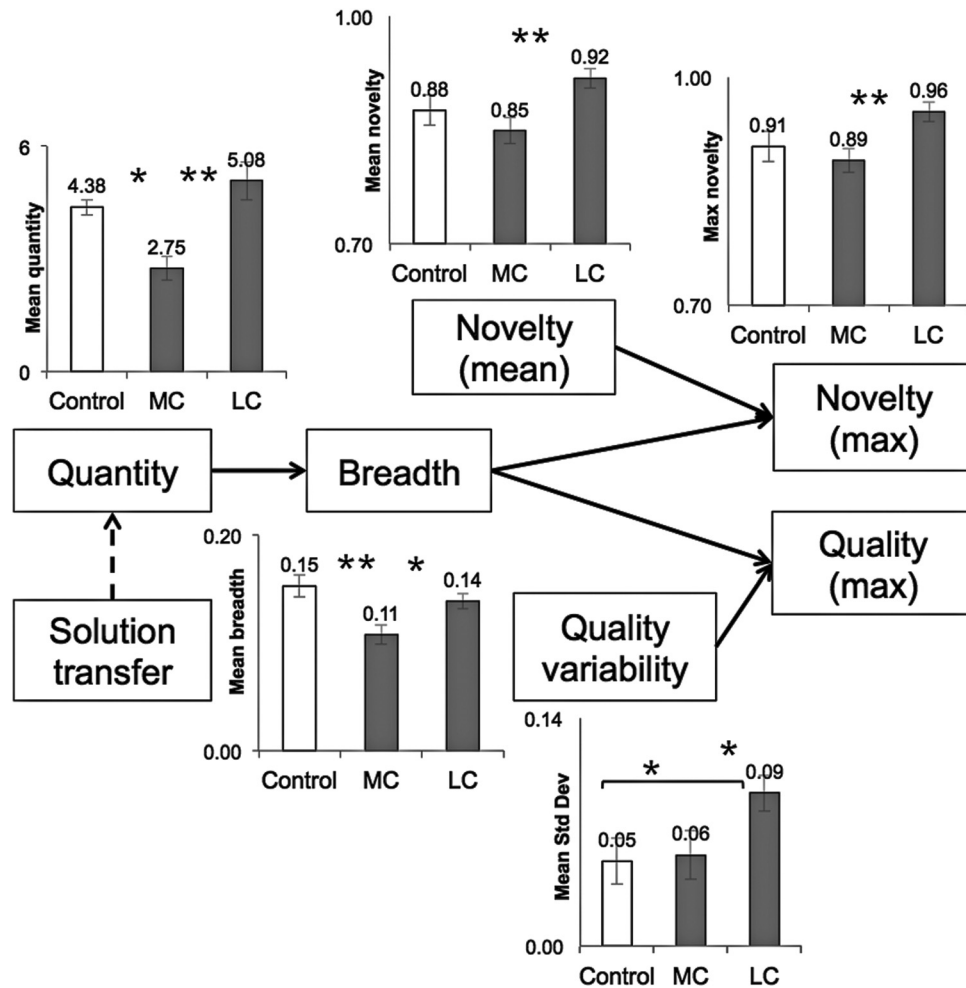 1.00
**
0.92
0.88
0.85
Mean novelty
0.70
Control MC LC
1.00
**
0.96
0.91
0.89
Max novelty
0.70
Control MC LC
6
* **
5.08
4.38
2.75
Mean quantity
0
Control MC LC
Novelty
(mean)
Novelty
(max)
Quantity
Breadth
Quality
(max)
Solution
transfer
0.20
** *
0.15
0.14
0.11
Mean breadth
0.00
Control MC LC
Quality
variability
0.14
*
*
0.09
0.05
0.06
Mean Std Dev
0.00
Control MC LC